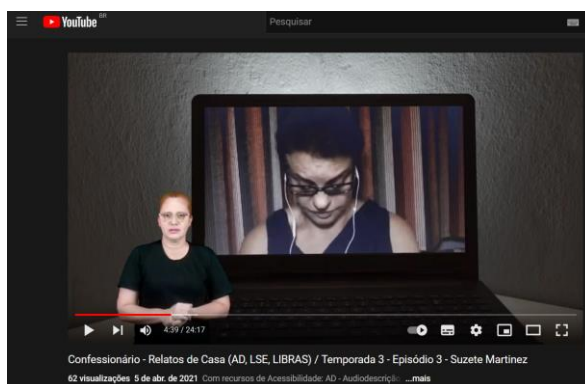 YouTube BR
Pesquisar
4:39 / 24:17
Confessionário - Relatos de Casa (AD, LSE, LIBRAS) / Temporada 3 - Episódio 3 - Suzete Martinez
62 visualizações 5 de abr. de 2021 Com recursos de Acessibilidade: AD - Audiodescrição ...mais